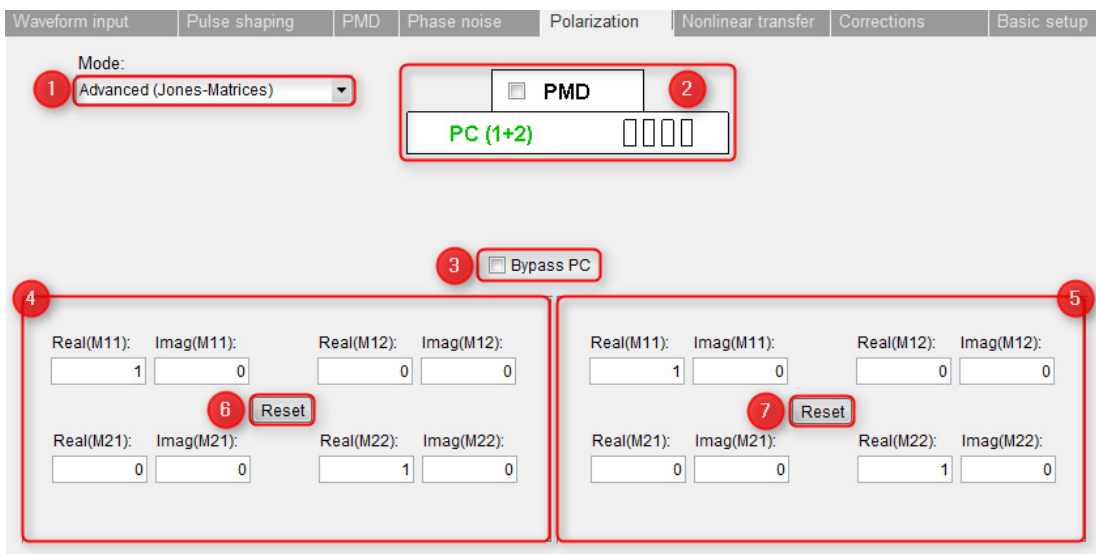 Waveform input Pulse shaping PMD Phase noise Polarization Nonlinear transfer Corrections Basic setup
Mode:
1 Advanced (Jones-Matrices)
PMD 2
PC (1+2)
3 Bypass PC
4 5
Real(M11): Imag(M11): Real(M12): Imag(M12): Real(M11): Imag(M11): Real(M12): Imag(M12):
1 0 0 0 1 0 0 0
6 Reset 7 Reset
Real(M21): Imag(M21): Real(M22): Imag(M22): Real(M21): Imag(M21): Real(M22): Imag(M22):
0 0 1 0 0 0 1 0